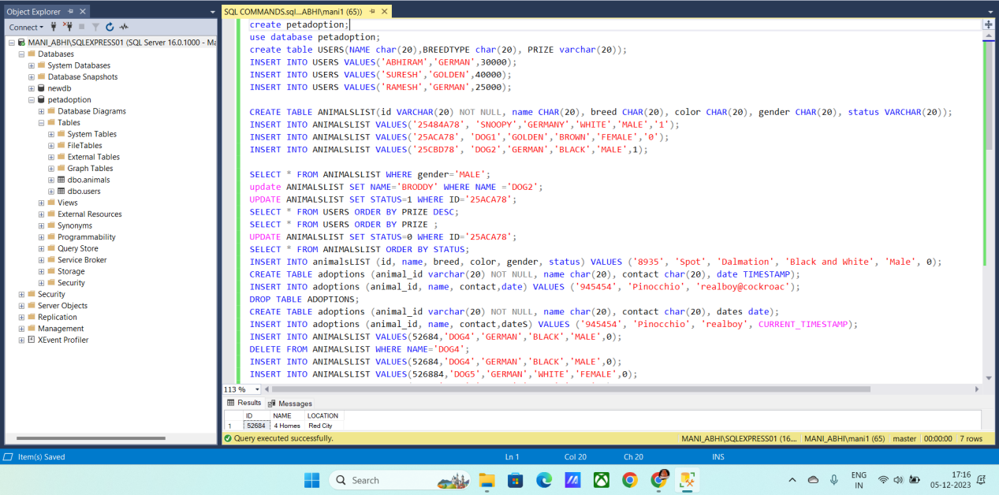 Object Explorer
Connect
MANI_ABHI\SQLEXPRESS01 (SQL Server 16.0.1000 - Ma
Databases
System Databases
Database Snapshots
newdb
petadoption
Database Diagrams
Tables
System Tables
FileTables
External Tables
Graph Tables
dbo.animals
dbo.users
Views
External Resources
Synonyms
Programmability
Query Store
Service Broker
Storage
Security
Security
Server Objects
Replication
Management
XEvent Profiler
SQL COMMANDS.sql...ABHI\mani1 (65))
create petadoption;
use database petadoption;
create table USERS(NAME char(20),BREEDTYPE char(20), PRIZE varchar(20));
INSERT INTO USERS VALUES('ABHIRAM','GERMAN',30000);
INSERT INTO USERS VALUES('SURESH','GOLDEN',40000);
INSERT INTO USERS VALUES('RAMESH','GERMAN',25000);
CREATE TABLE ANIMALSLIST(id VARCHAR(20) NOT NULL, name CHAR(20), breed CHAR(20), color CHAR(20), gender CHAR(20), status VARCHAR(20));
INSERT INTO ANIMALSLIST VALUES('25484A78', 'SNOOPY','GERMANY','WHITE','MALE','1');
INSERT INTO ANIMALSLIST VALUES('25ACA78', 'DOG1','GOLDEN','BROWN','FEMALE','0');
INSERT INTO ANIMALSLIST VALUES('25CBD78', 'DOG2','GERMAN','BLACK','MALE',1);
SELECT * FROM ANIMALSLIST WHERE gender='MALE';
update ANIMALSLIST SET NAME='BRODDY' WHERE NAME ='DOG2';
UPDATE ANIMALSLIST SET STATUS=1 WHERE ID='25ACA78';
SELECT * FROM USERS ORDER BY PRIZE DESC;
SELECT * FROM USERS ORDER BY PRIZE ;
UPDATE ANIMALSLIST SET STATUS=0 WHERE ID='25ACA78';
SELECT * FROM ANIMALSLIST ORDER BY STATUS;
INSERT INTO animalsLIST (id, name, breed, color, gender, status) VALUES ('8935', 'Spot', 'Dalmation', 'Black and White', 'Male', 0);
CREATE TABLE adoptions (animal_id varchar(20) NOT NULL, name char(20), contact char(20), date TIMESTAMP);
INSERT INTO adoptions (animal_id, name, contact,date) VALUES ('945454', 'Pinocchio', 'realboy@cockroac');
DROP TABLE ADOPTIONS;
CREATE TABLE adoptions (animal_id varchar(20) NOT NULL, name char(20), contact char(20), dates date);
INSERT INTO adoptions (animal_id, name, contact,dateS) VALUES ('945454', 'Pinocchio', 'realboy', CURRENT_TIMESTAMP);
INSERT INTO ANIMALSLIST VALUES(52684,'DOG4','GERMAN','BLACK','MALE',0);
DELETE FROM ANIMALSLIST WHERE NAME='DOG4';
INSERT INTO ANIMALSLIST VALUES(52684,'DOG4','GERMAN','BLACK','MALE',0);
INSERT INTO ANIMALSLIST VALUES(526884,'DOG5','GERMAN','WHITE','FEMALE',0);
113 %
Results Messages
ID NAME LOCATION
1 52684 4 Homes Red City
Query executed successfully. MANI_ABHI\SQLEXPRESS01 (16.... MANI_ABHI\mani1 (65) master 00:00:00 7 rows
Item(s) Saved Ln 1 Col 20 Ch 20 INS
Search
ENG
IN
17:16
05-12-2023